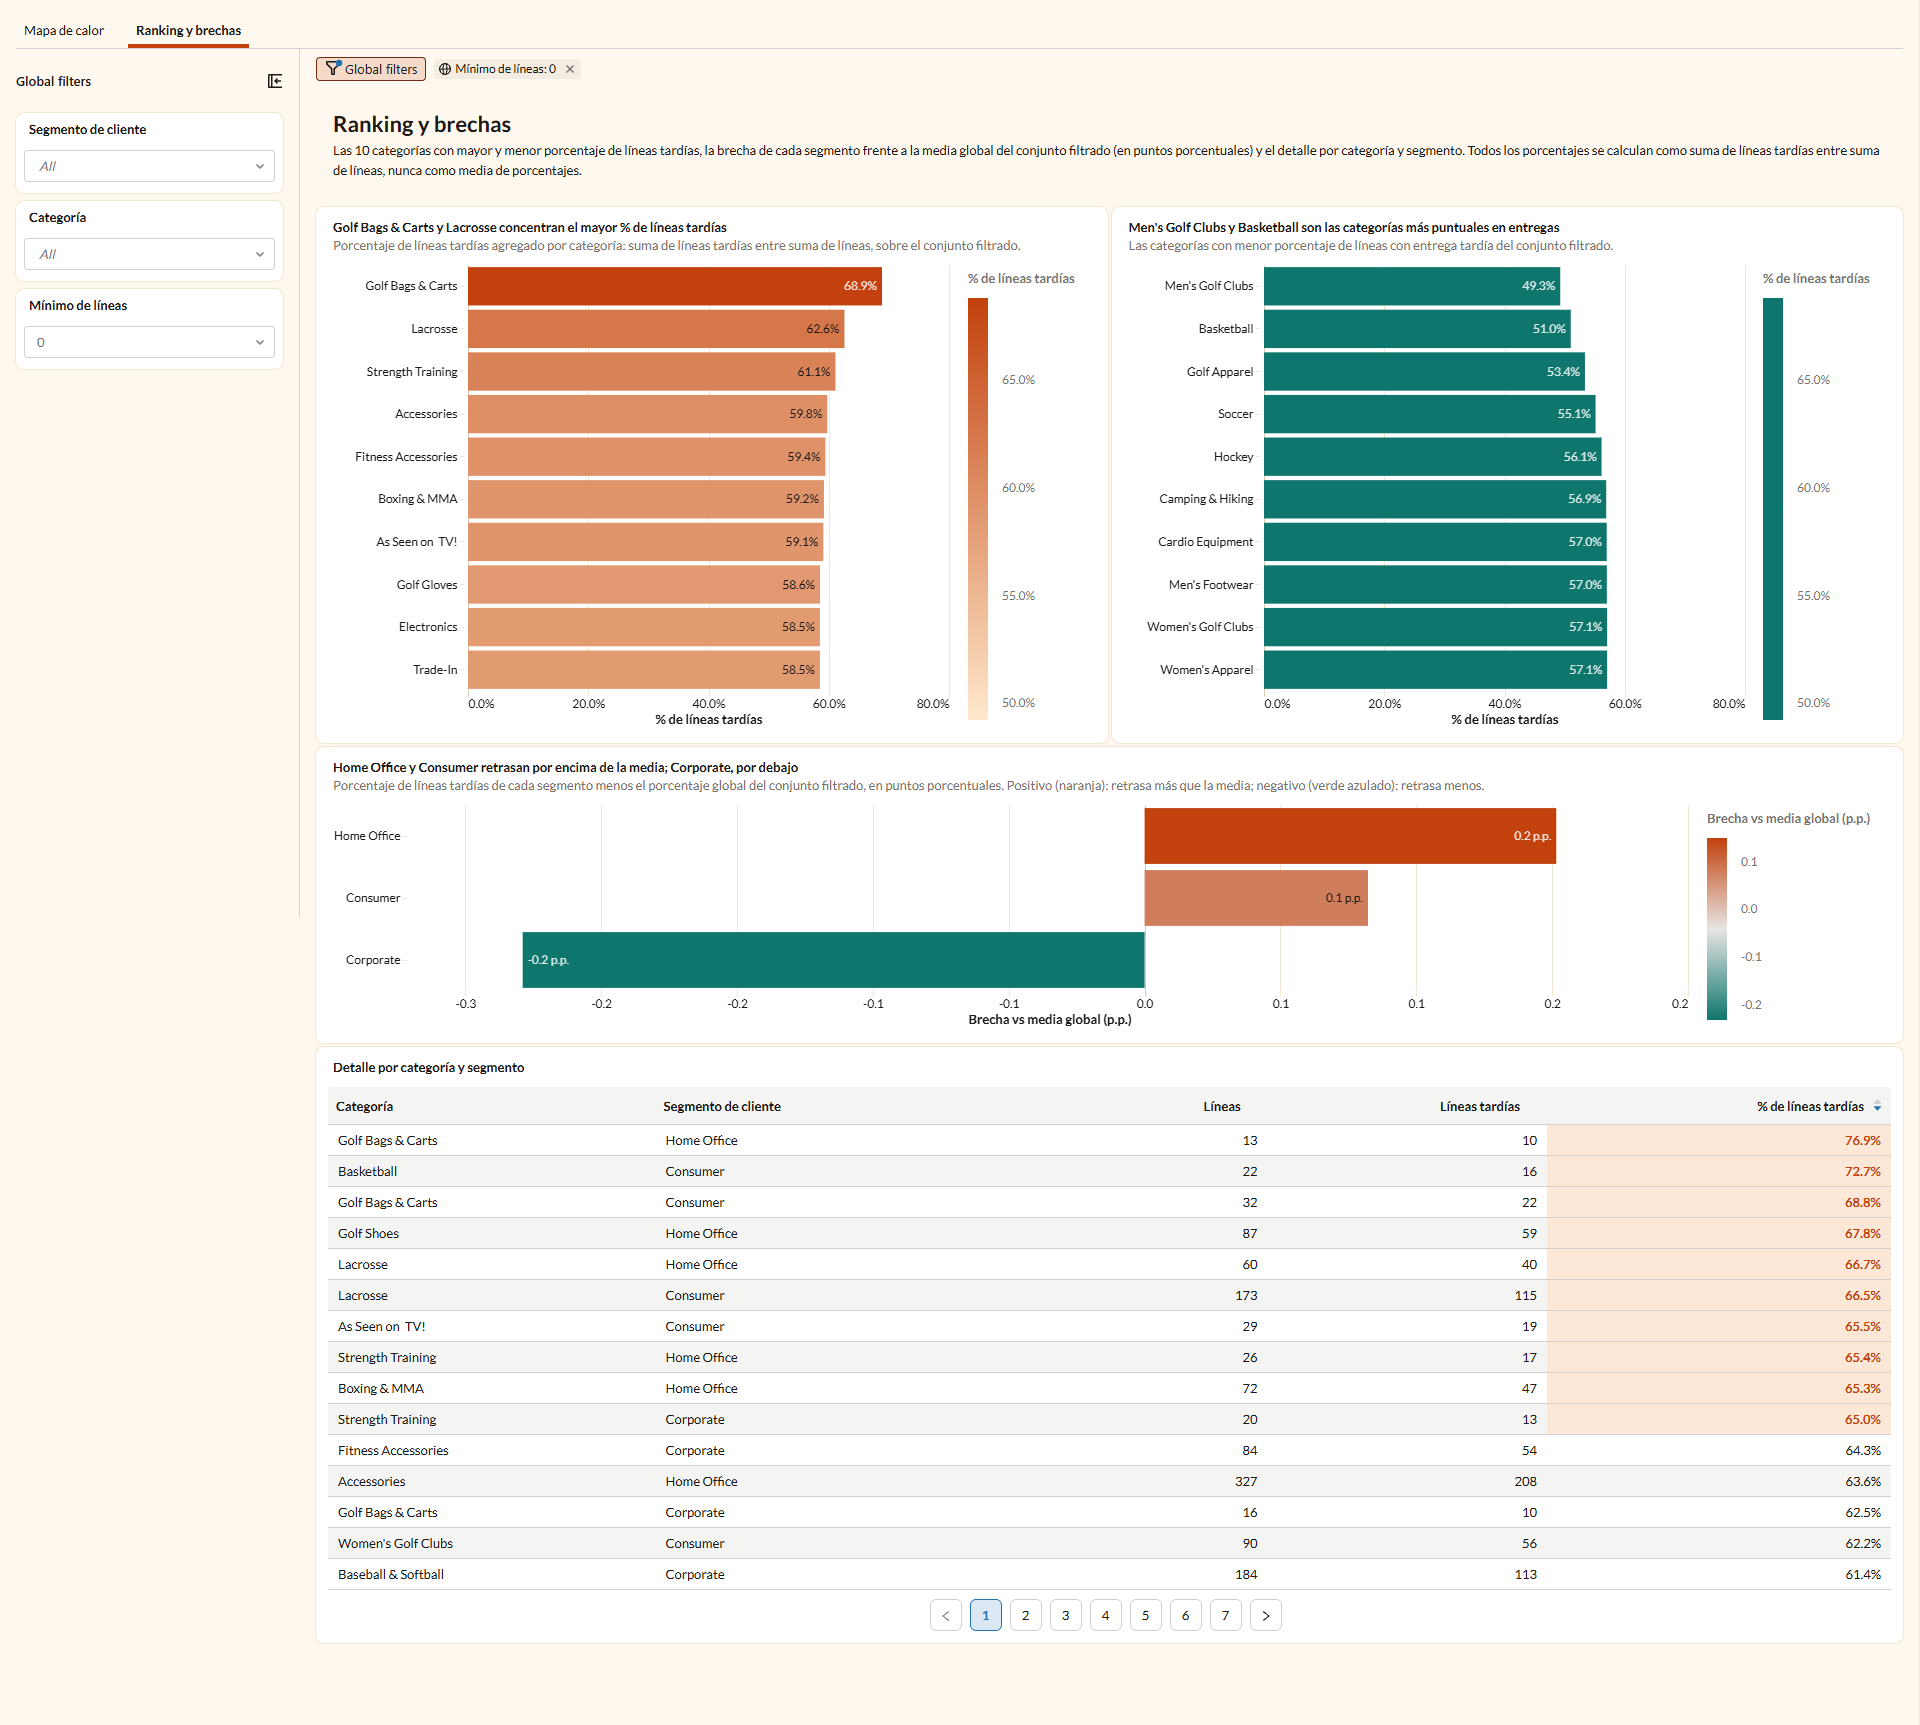 Mapa de calor
Ranking y brechas
Global filters
Segmento de cliente
All
Categoría
All
Mínimo de líneas
0
Global filters
Mínimo de líneas: 0
Ranking y brechas
Las 10 categorías con mayor y menor porcentaje de líneas tardías, la brecha de cada segmento frente a la media global del conjunto filtrado (en puntos porcentuales) y el detalle por categoría y segmento. Todos los porcentajes se calculan como suma de líneas tardías entre suma
de líneas, nunca como media de porcentajes.
Golf Bags & Carts y Lacrosse concentran el mayor % de líneas tardías
Porcentaje de líneas tardías agregado por categoría: suma de líneas tardías entre suma de líneas, sobre el conjunto filtrado.
Golf Bags & Carts 68.9%
Lacrosse 62.6%
Strength Training 61.1%
Accessories 59.8%
Fitness Accessories 59.4%
Boxing & MMA 59.2%
As Seen on TV! 59.1%
Golf Gloves 58.6%
Electronics 58.5%
Trade-In 58.5%
0.0% 20.0% 40.0% 60.0% 80.0%
% de líneas tardías
% de líneas tardías
65.0%
60.0%
55.0%
50.0%
Men's Golf Clubs y Basketball son las categorías más puntuales en entregas
Las categorías con menor porcentaje de líneas con entrega tardía del conjunto filtrado.
Men's Golf Clubs 49.3%
Basketball 51.0%
Golf Apparel 53.4%
Soccer 55.1%
Hockey 56.1%
Camping & Hiking 56.9%
Cardio Equipment 57.0%
Men's Footwear 57.0%
Women's Golf Clubs 57.1%
Women's Apparel 57.1%
0.0% 20.0% 40.0% 60.0% 80.0%
% de líneas tardías
% de líneas tardías
65.0%
60.0%
55.0%
50.0%
Home Office y Consumer retrasan por encima de la media; Corporate, por debajo
Porcentaje de líneas tardías de cada segmento menos el porcentaje global del conjunto filtrado, en puntos porcentuales. Positivo (naranja): retrasa más que la media; negativo (verde azulado): retrasa menos.
Home Office 0.2 p.p.
Consumer 0.1 p.p.
Corporate -0.2 p.p.
-0.3 -0.2 -0.2 -0.1 -0.1 0.0 0.1 0.1 0.2 0.2
Brecha vs media global (p.p.)
Brecha vs media global (p.p.)
0.1
0.0
-0.1
-0.2
Detalle por categoría y segmento
Categoría Segmento de cliente Líneas Líneas tardías % de líneas tardías
Golf Bags & Carts Home Office 13 10 76.9%
Basketball Consumer 22 16 72.7%
Golf Bags & Carts Consumer 32 22 68.8%
Golf Shoes Home Office 87 59 67.8%
Lacrosse Home Office 60 40 66.7%
Lacrosse Consumer 173 115 66.5%
As Seen on TV! Consumer 29 19 65.5%
Strength Training Home Office 26 17 65.4%
Boxing & MMA Home Office 72 47 65.3%
Strength Training Corporate 20 13 65.0%
Fitness Accessories Corporate 84 54 64.3%
Accessories Home Office 327 208 63.6%
Golf Bags & Carts Corporate 16 10 62.5%
Women's Golf Clubs Consumer 90 56 62.2%
Baseball & Softball Corporate 184 113 61.4%
1 2 3 4 5 6 7